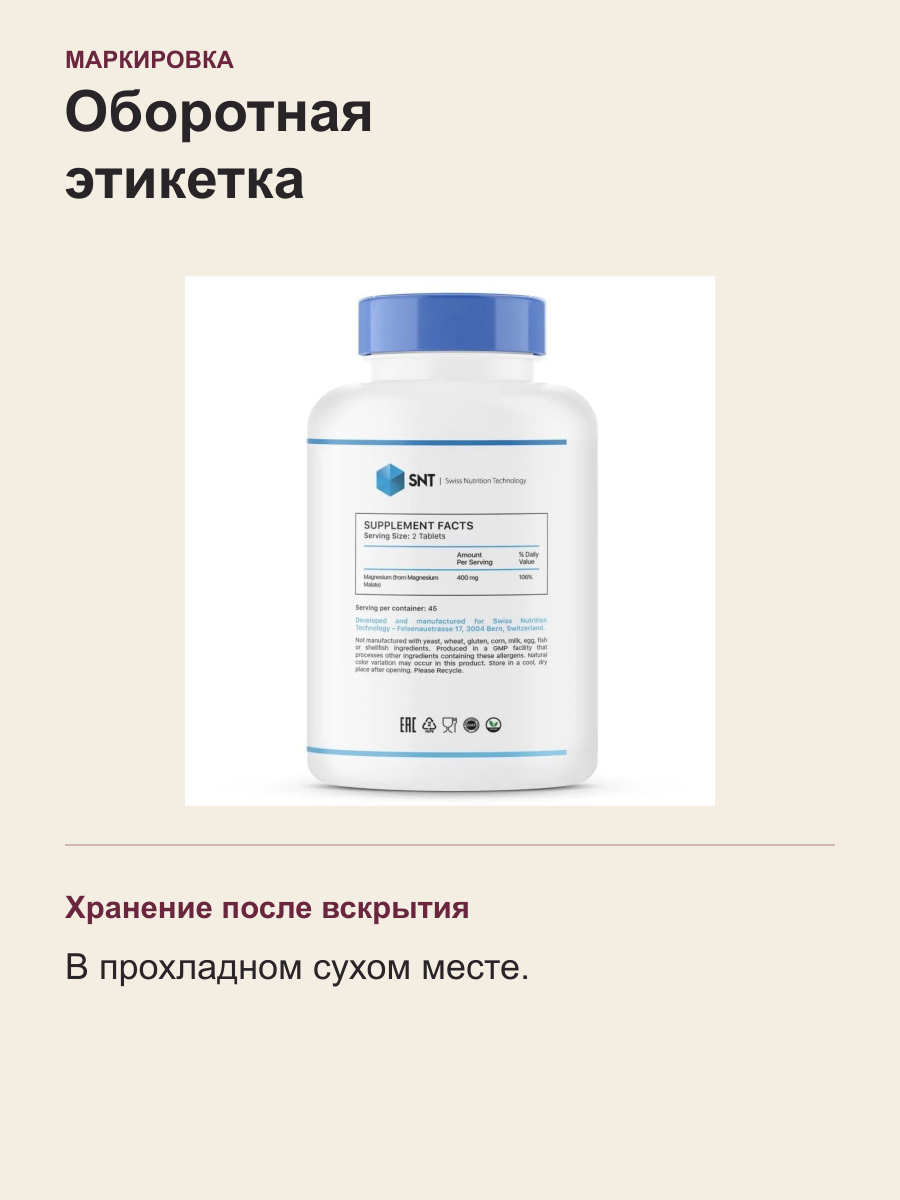 МАРКИРОВКА
Оборотная
этикетка
SNT | Swiss Nutrition Technology
SUPPLEMENT FACTS
Serving Size: 2 Tablets
Amount Per Serving
% Daily Value
Magnesium (from Magnesium Malate) 400 mg 100%
Serving per container: 45
Developed and manufactured for Swiss Nutrition
Technology – Felsenaustrasse 17, 3004 Bern, Switzerland.
Not manufactured with yeast, wheat, gluten, corn, milk, egg, fish
or shellfish ingredients. Produced in a GMP facility that
processes other ingredients containing these allergens. Natural
color variation may occur in this product. Store in a cool, dry
place after opening. Please Recycle.
EAC
Хранение после вскрытия
В прохладном сухом месте.